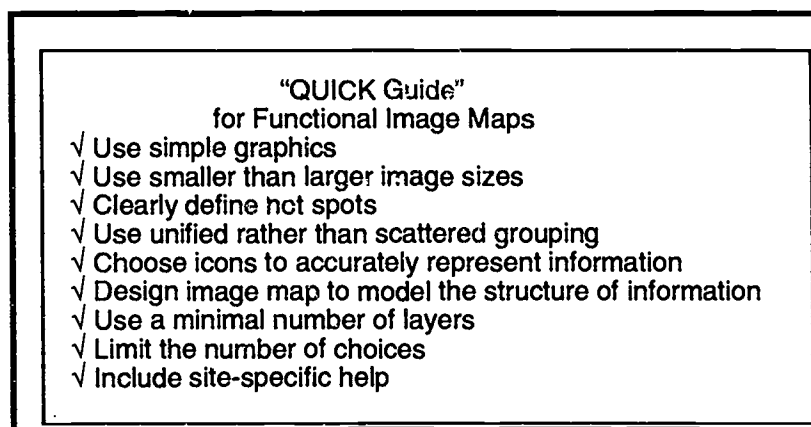 “QUICK Guide”
for Functional Image Maps
√ Use simple graphics
√ Use smaller than larger image sizes
√ Clearly define hot spots
√ Use unified rather than scattered grouping
√ Choose icons to accurately represent information
√ Design image map to model the structure of information
√ Use a minimal number of layers
√ Limit the number of choices
√ Include site-specific help